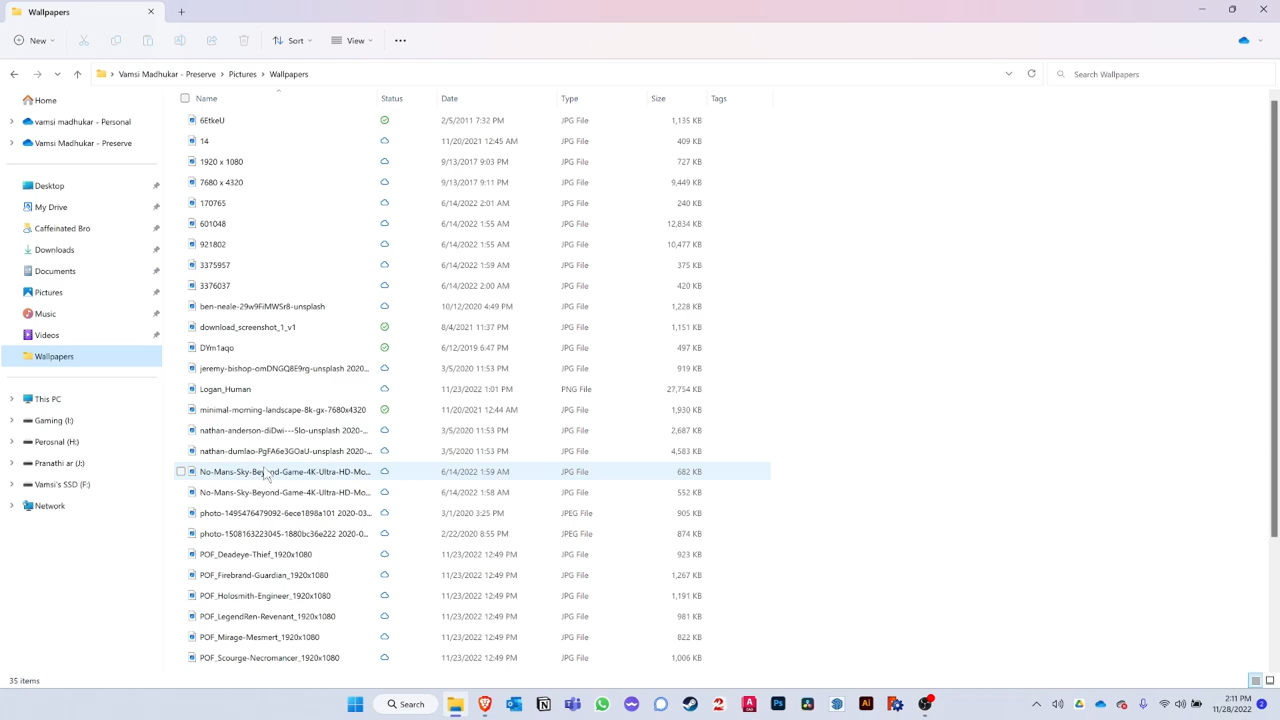 Wallpapers
New
Sort
View
Vamsi Madhukar - Preserve > Pictures > Wallpapers
Search Wallpapers
Home
vamsi madhukar - Personal
Vamsi Madhukar - Preserve
Desktop
My Drive
Caffeinated Bro
Downloads
Documents
Pictures
Music
Videos
Wallpapers
This PC
Gaming (I:)
Perosnal (H:)
Pranathi ar (J:)
Vamsi's SSD (F:)
Network
Name Status Date Type Size Tags
6EtkeU 2/5/2011 7:32 PM JPG File 1,135 KB
14 11/20/2021 12:45 AM JPG File 409 KB
1920 x 1080 9/13/2017 9:03 PM JPG File 727 KB
7680 x 4320 9/13/2017 9:11 PM JPG File 9,449 KB
170765 6/14/2022 2:01 AM JPG File 240 KB
601048 6/14/2022 1:55 AM JPG File 12,834 KB
921802 6/14/2022 1:55 AM JPG File 10,477 KB
3375957 6/14/2022 1:59 AM JPG File 375 KB
3376037 6/14/2022 2:00 AM JPG File 420 KB
ben-neale-29w9FiMWSr8-unsplash 10/12/2020 4:49 PM JPG File 1,228 KB
download_screenshot_1_v1 8/4/2021 11:37 PM JPG File 1,151 KB
DYm1aqo 6/12/2019 6:47 PM JPG File 497 KB
jeremy-bishop-omDNGQ8E9rg-unsplash 2020... 3/5/2020 11:53 PM JPG File 919 KB
Logan_Human 11/23/2022 1:01 PM PNG File 27,754 KB
minimal-morning-landscape-8k-gx-7680x4320 11/20/2021 12:44 AM JPG File 1,930 KB
nathan-anderson-diDwi---5Io-unsplash 2020-... 3/5/2020 11:53 PM JPG File 2,687 KB
nathan-dumlao-PgFA6e3GOaU-unsplash 2020-... 3/5/2020 11:53 PM JPG File 4,583 KB
No-Mans-Sky-Beyond-Game-4K-Ultra-HD-Mo... 6/14/2022 1:59 AM JPG File 682 KB
No-Mans-Sky-Beyond-Game-4K-Ultra-HD-Mo... 6/14/2022 1:58 AM JPG File 552 KB
photo-1495476479092-6ece1898a101 2020-03... 3/1/2020 3:25 PM JPEG File 905 KB
photo-1508163223045-1880bc36e222 2020-0... 2/22/2020 8:55 PM JPEG File 874 KB
POF_Deadeye-Thief_1920x1080 11/23/2022 12:49 PM JPG File 923 KB
POF_Firebrand-Guardian_1920x1080 11/23/2022 12:49 PM JPG File 1,267 KB
POF_Holosmith-Engineer_1920x1080 11/23/2022 12:49 PM JPG File 1,191 KB
POF_LegendRen-Revenant_1920x1080 11/23/2022 12:49 PM JPG File 981 KB
POF_Mirage-Mesmert_1920x1080 11/23/2022 12:49 PM JPG File 822 KB
POF_Scourge-Necromancer_1920x1080 11/23/2022 12:49 PM JPG File 1,006 KB
35 items
Search
2:11 PM
11/28/2022
2